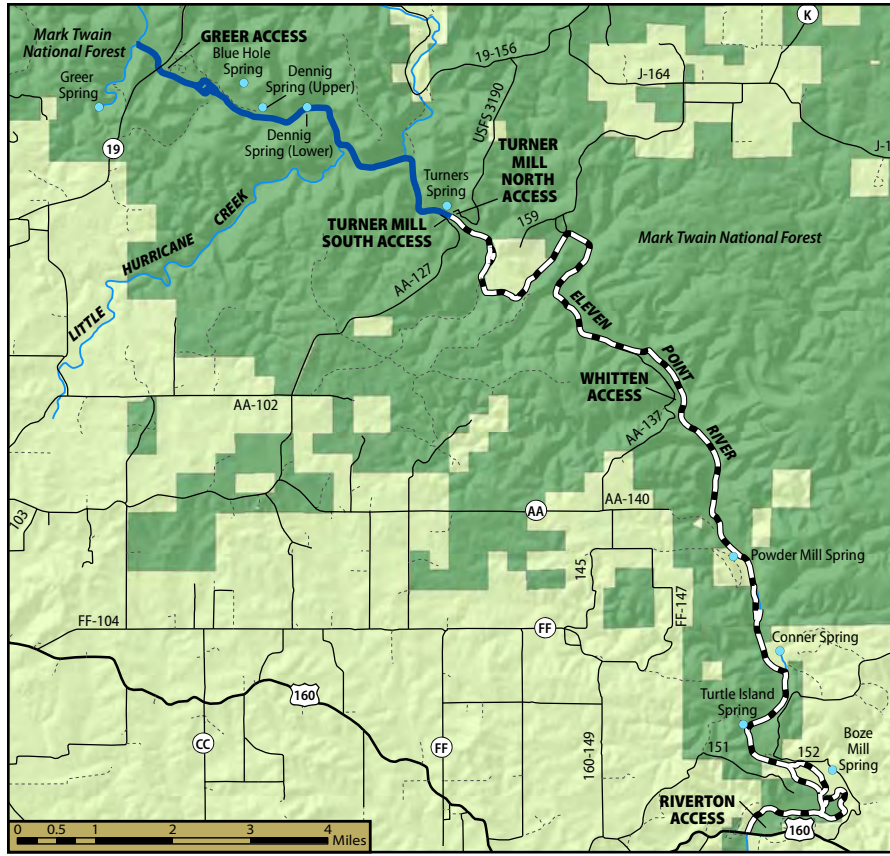 K
Mark Twain
National Forest
GREER ACCESS
Blue Hole
Spring
Greer
Spring
Dennig
Spring (Upper)
Dennig
Spring (Lower)
19-156
J-164
USFS 3190
19
J-1
TURNER
MILL
NORTH
ACCESS
Turners
Spring
TURNER MILL
SOUTH ACCESS
159
Mark Twain National Forest
LITTLE HURRICANE CREEK
AA-127
ELEVEN POINT RIVER
WHITTEN
ACCESS
AA-102
AA-137
AA-140
103
AA
Powder Mill Spring
145
FF-147
FF-104
FF
Conner Spring
160
Turtle Island
Spring
CC
FF
160-149
151
152
Boze
Mill
Spring
RIVERTON
ACCESS
160
0 0.5 1 2 3 4
Miles